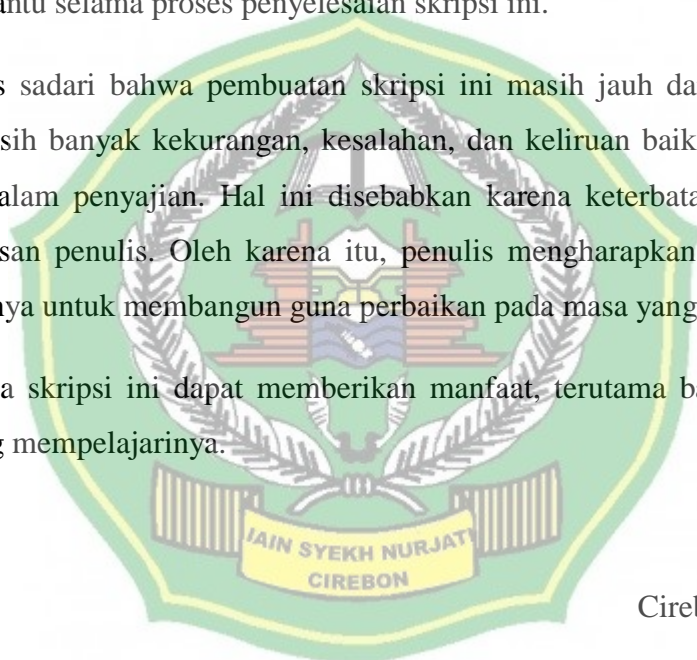 antu selama proses penyelesaian skripsi ini.
s sadari bahwa pembuatan skripsi ini masih jauh da
sih banyak kekurangan, kesalahan, dan keliruan baik
alam penyajian. Hal ini disebabkan karena keterbata
san penulis. Oleh karena itu, penulis mengharapkan
nya untuk membangun guna perbaikan pada masa yang
a skripsi ini dapat memberikan manfaat, terutama ba
g mempelajarinya.
IAIN SYEKH NURJATI
CIREBON
Cireb